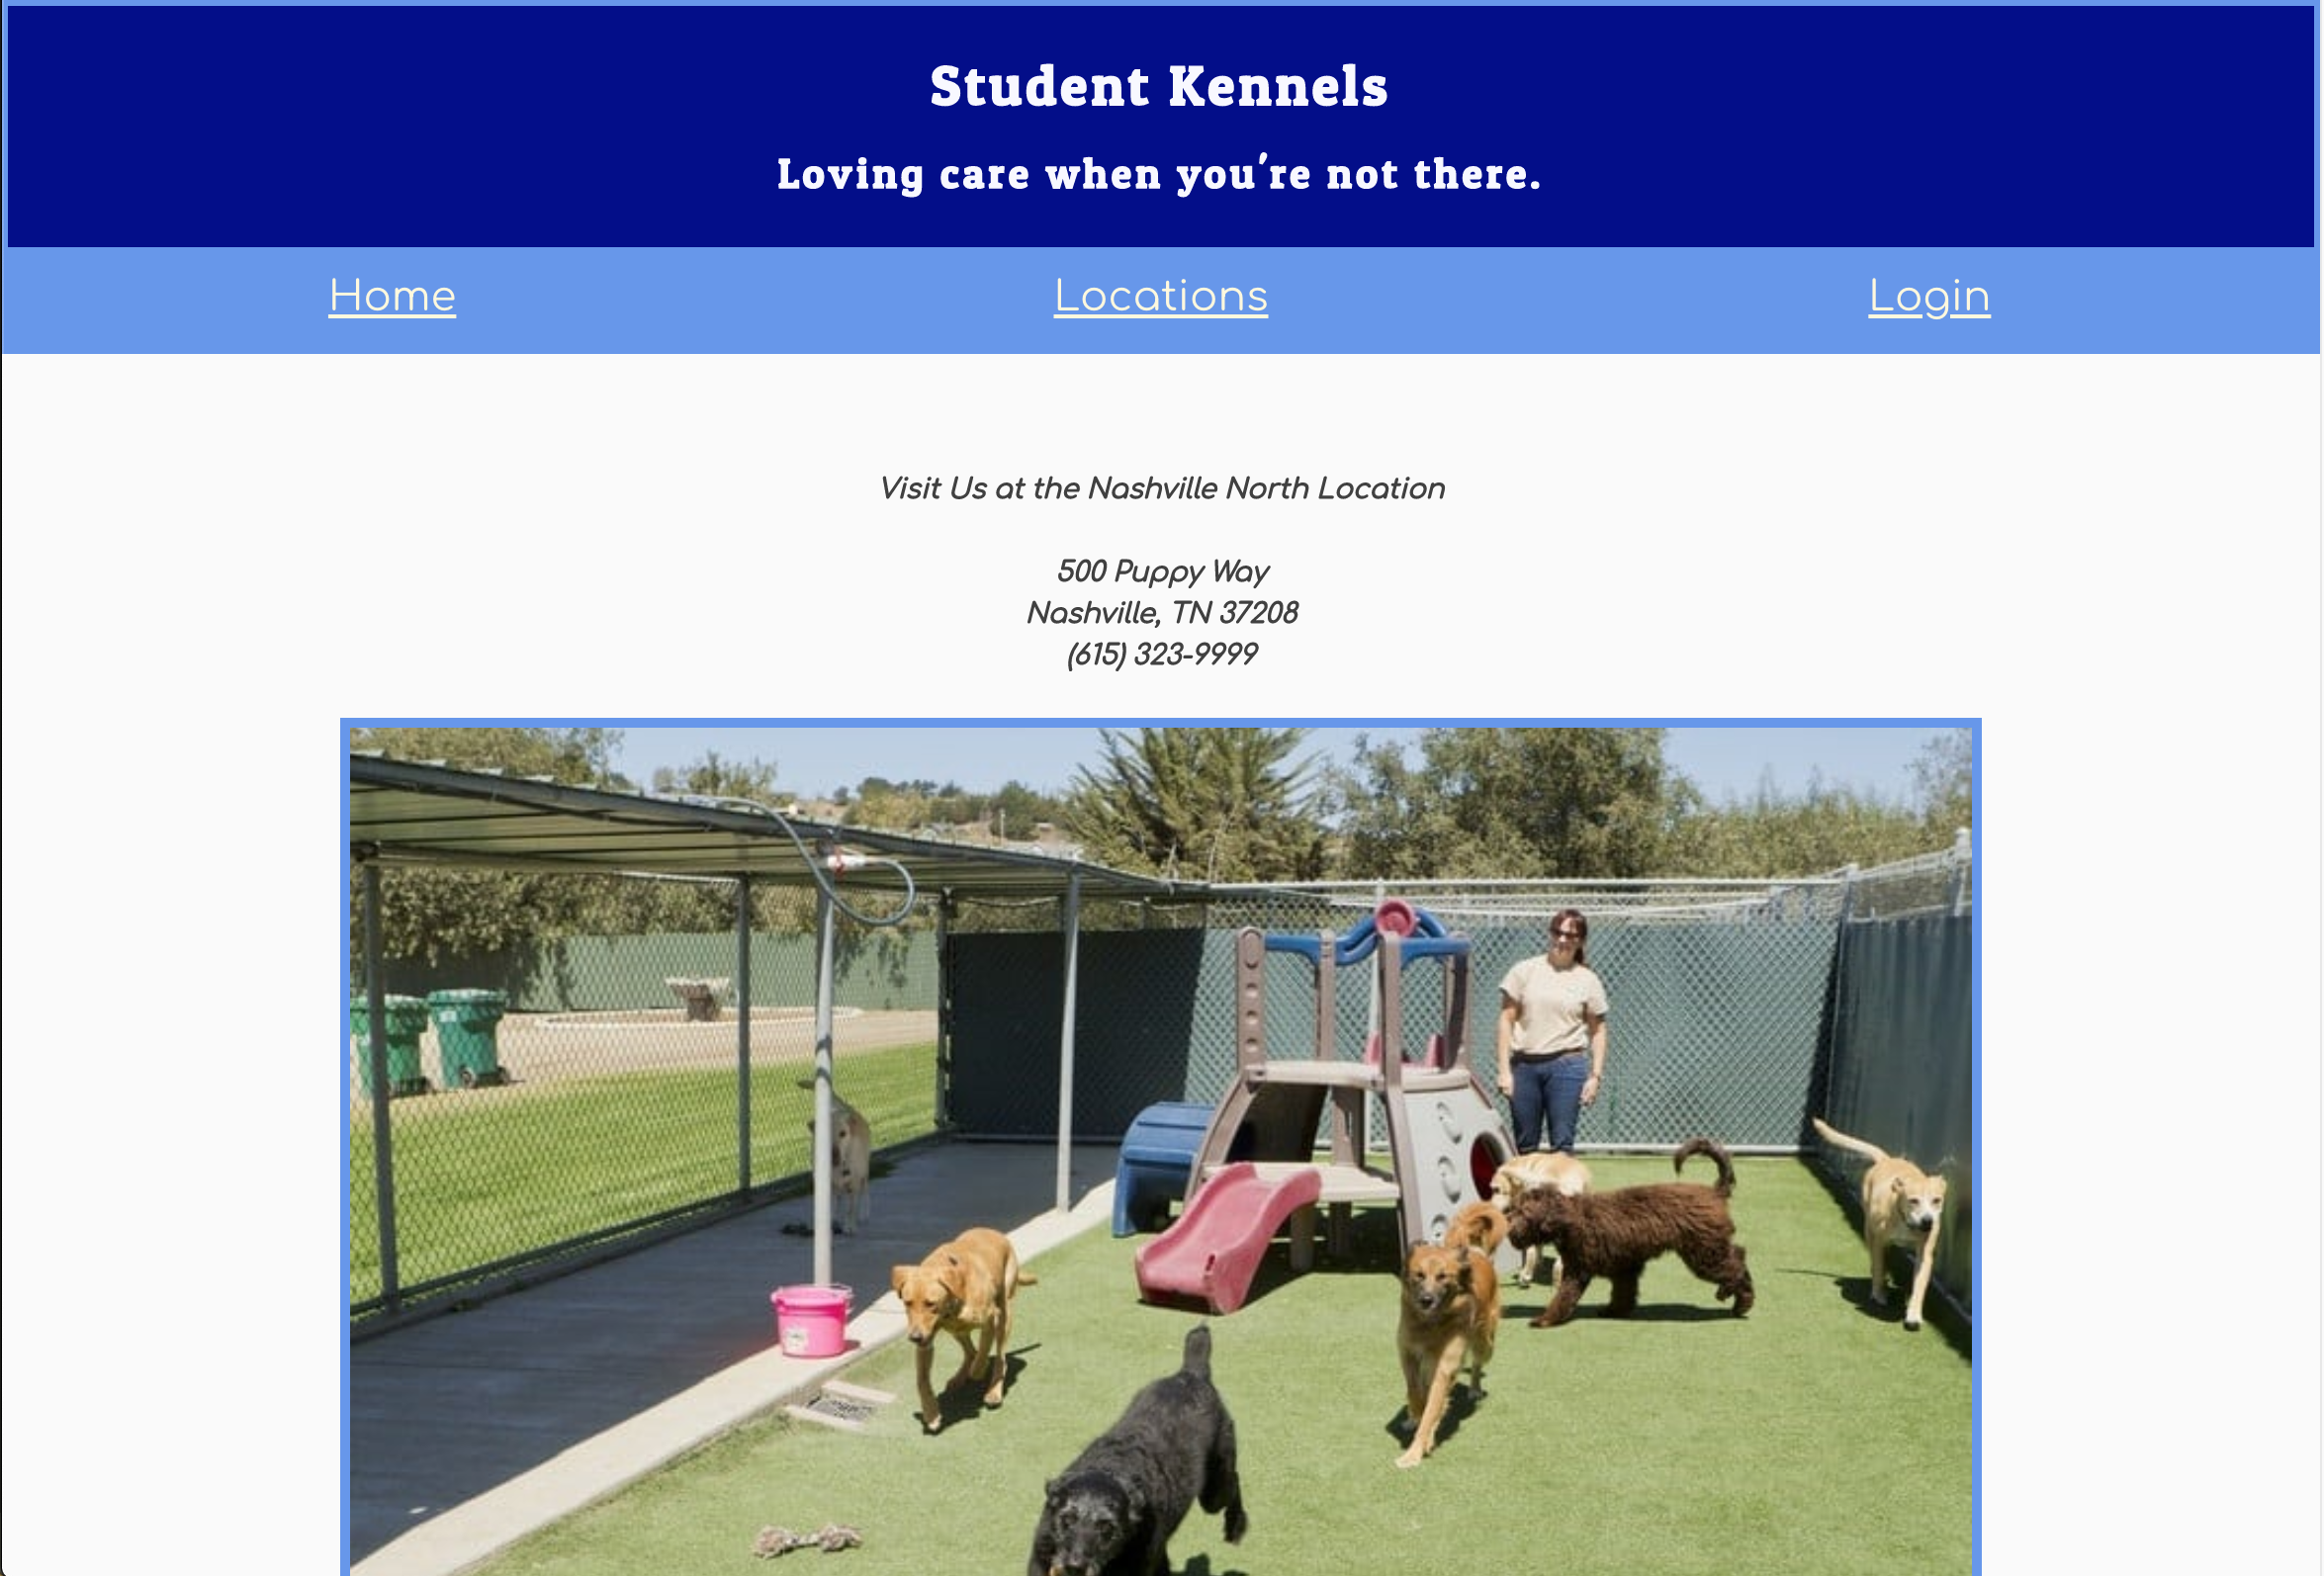 Student Kennels
Loving care when you're not there.
Home Locations Login
Visit Us at the Nashville North Location
500 Puppy Way
Nashville, TN 37208
(615) 323-9999